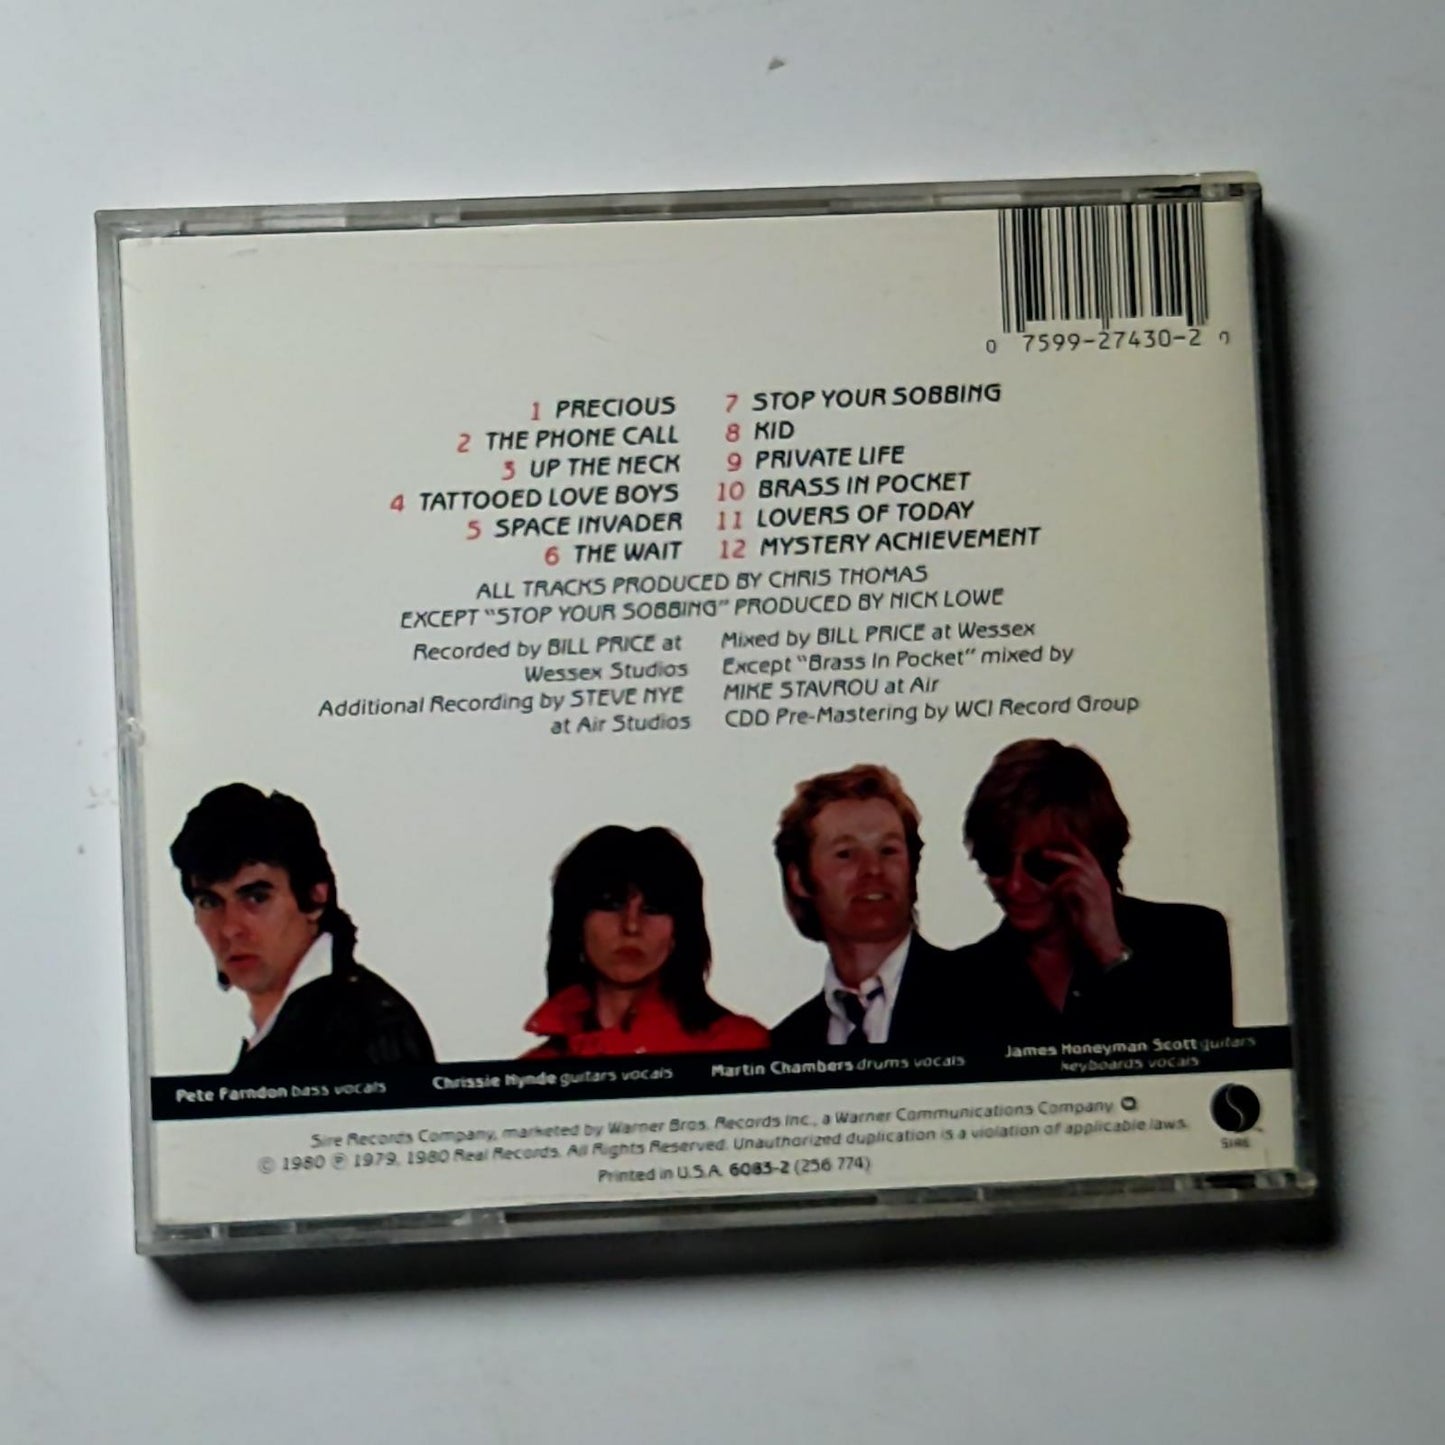 0 7599-27430-2 0
1 PRECIOUS
2 THE PHONE CALL
3 UP THE NECK
4 TATTOOED LOVE BOYS
5 SPACE INVADER
6 THE WAIT
7 STOP YOUR SOBBING
8 KID
9 PRIVATE LIFE
10 BRASS IN POCKET
11 LOVERS OF TODAY
12 MYSTERY ACHIEVEMENT
ALL TRACKS PRODUCED BY CHRIS THOMAS
EXCEPT "STOP YOUR SOBBING" PRODUCED BY NICK LOWE
Recorded by BILL PRICE at
Wessex Studios
Additional Recording by STEVE NYE
at Air Studios
Mixed by BILL PRICE at Wessex
Except "Brass In Pocket" mixed by
MIKE STAVROU at Air
CDD Pre-Mastering by WCI Record Group
Pete Farndon bass vocals
Chrissie Hynde guitars vocals
Martin Chambers drums vocals
James Honeyman Scott guitars
keyboards vocals
Sire Records Company, marketed by Warner Bros. Records Inc., a Warner Communications Company.
© 1980 ℗ 1979, 1980 Real Records. All Rights Reserved. Unauthorized duplication is a violation of applicable laws.
Printed in U.S.A. 6083-2 (256 774)
SIRE